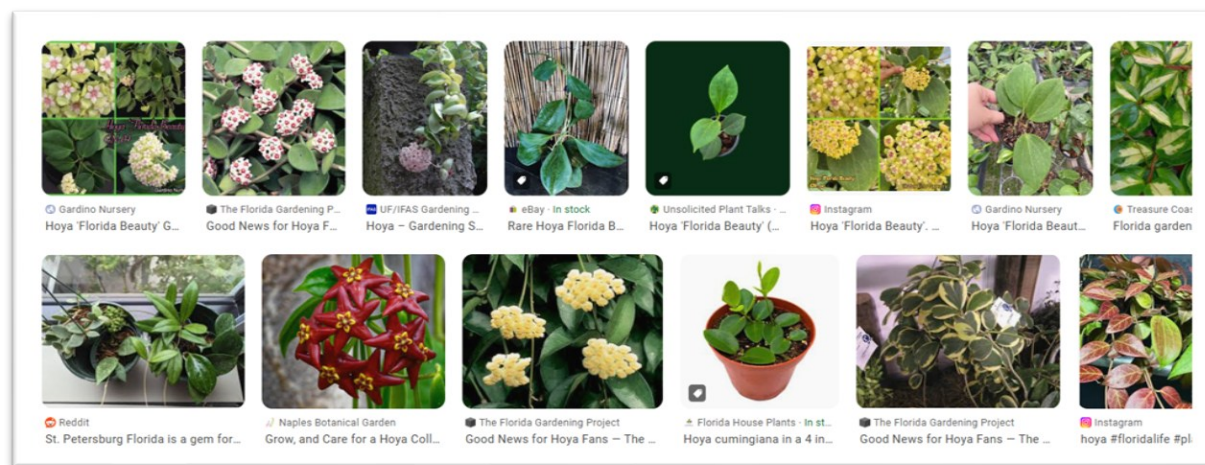 Gardino Nursery
Hoya 'Florida Beauty' G...
The Florida Gardening P...
Good News for Hoya F...
UF/IFAS Gardening ...
Hoya – Gardening S...
eBay · In stock
Rare Hoya Florida B...
Unsolicited Plant Talks · ...
Hoya 'Florida Beauty' (...
Instagram
Hoya 'Florida Beauty'. ...
Gardino Nursery
Hoya 'Florida Beaut...
Treasure Coas
Florida garden
Reddit
St. Petersburg Florida is a gem for...
Naples Botanical Garden
Grow, and Care for a Hoya Coll...
The Florida Gardening Project
Good News for Hoya Fans — The ...
Florida House Plants · In st...
Hoya cumingiana in a 4 in...
The Florida Gardening Project
Good News for Hoya Fans — The ...
Instagram
hoya #floridalife #pl